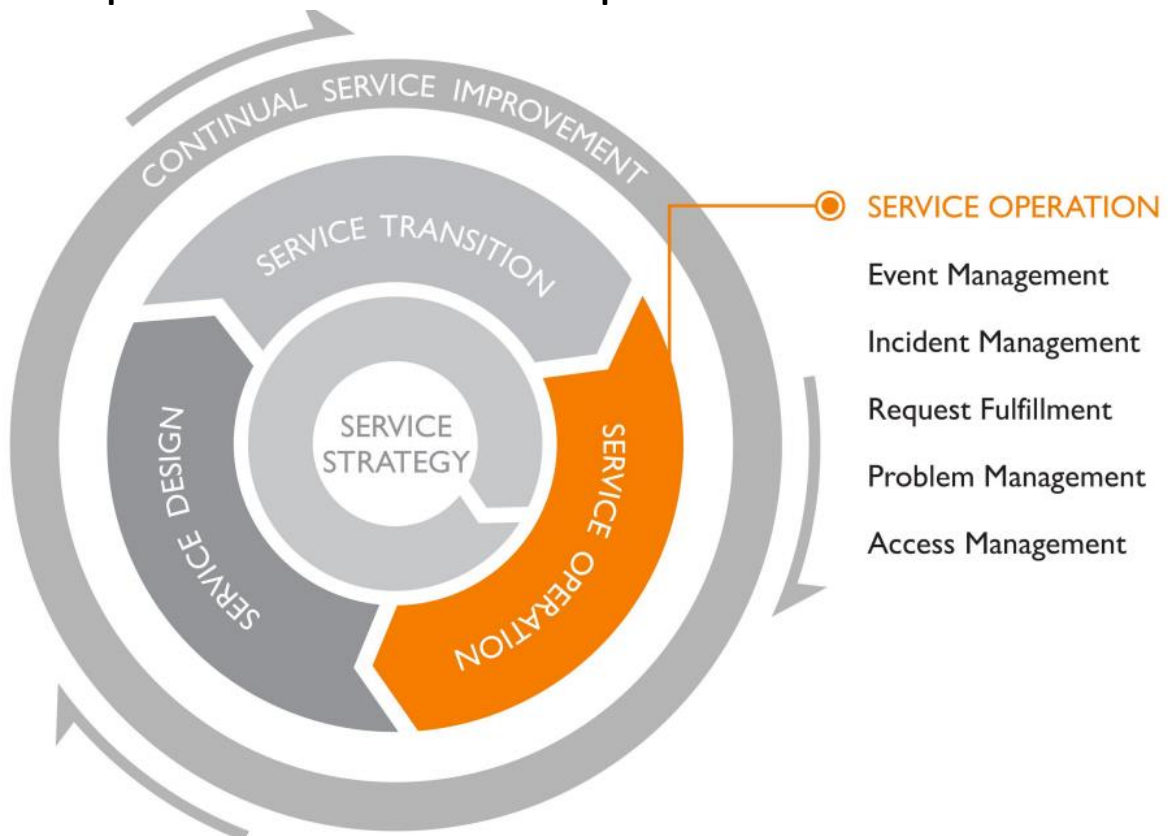 CONTINUAL SERVICE IMPROVEMENT
SERVICE TRANSITION
SERVICE OPERATION
SERVICE DESIGN
SERVICE
STRATEGY
SERVICE OPERATION
Event Management
Incident Management
Request Fulfillment
Problem Management
Access Management